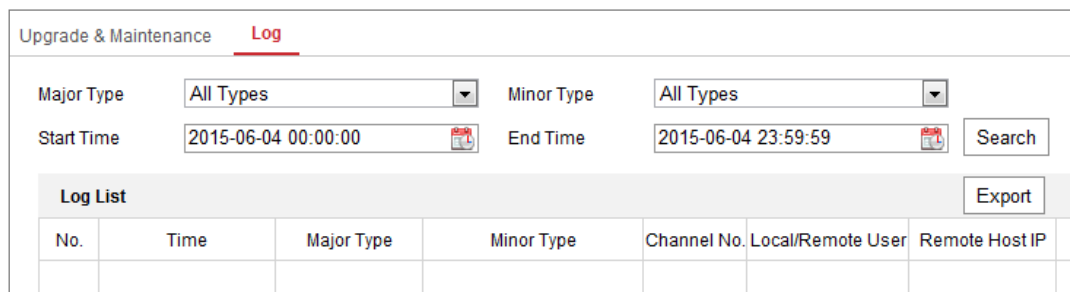 Upgrade & Maintenance Log
Major Type All Types Minor Type All Types
Start Time 2015-06-04 00:00:00 End Time 2015-06-04 23:59:59 Search
Log List Export
No. Time Major Type Minor Type Channel No. Local/Remote User Remote Host IP